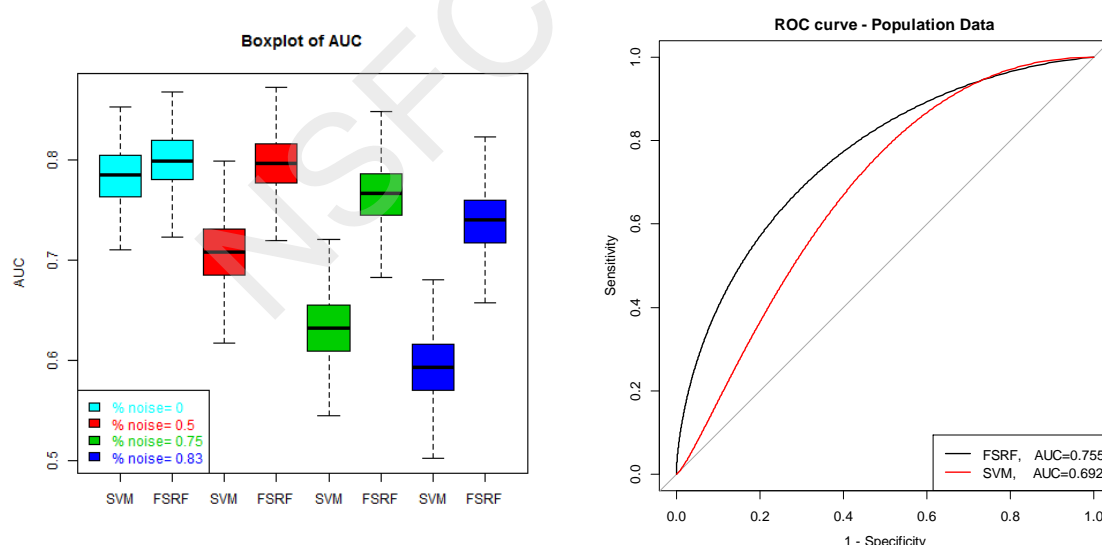 Boxplot of AUC
AUC
0.8
0.7
0.6
0.5
% noise= 0
% noise= 0.5
% noise= 0.75
% noise= 0.83
SVM FSRF SVM FSRF SVM FSRF SVM FSRF
NSFC
ROC curve - Population Data
Sensitivity
1.0
0.8
0.6
0.4
0.2
0.0
FSRF, AUC=0.755
SVM, AUC=0.692
0.0 0.2 0.4 0.6 0.8 1.0
1 - Specificity